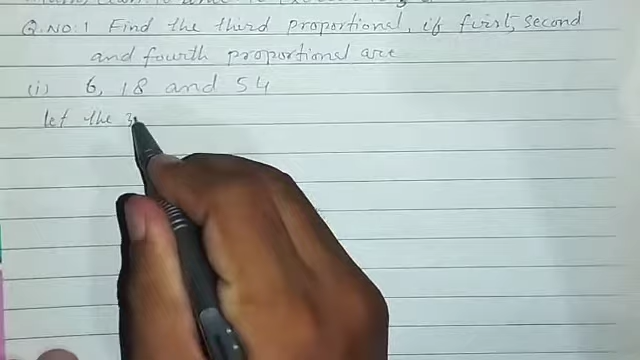 Q.NO:1 Find the third proportional, if first, second
and fourth proportional are
(i) 6, 18 and 54
let the 3